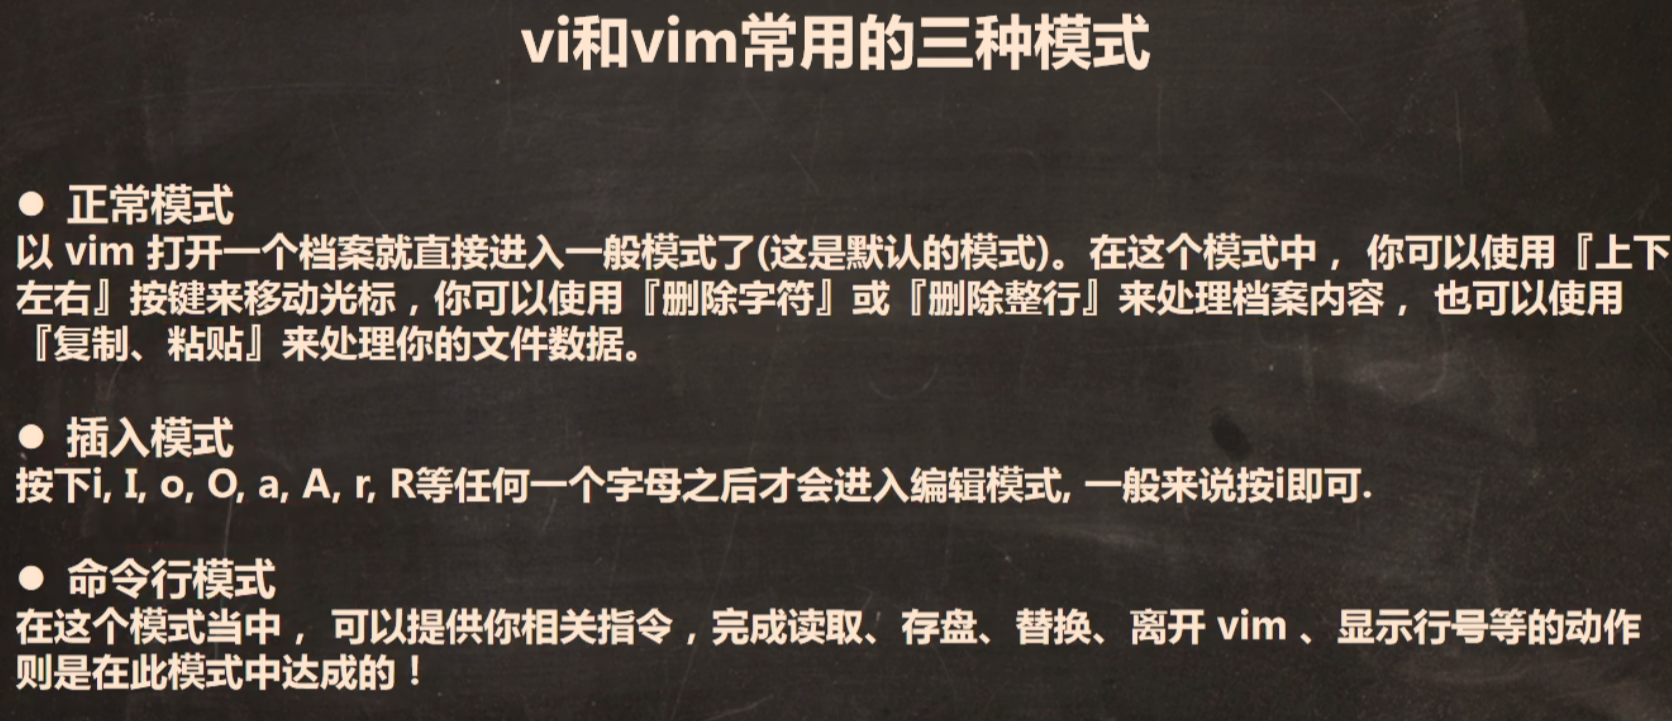 vi和vim常用的三种模式
● 正常模式
以 vim 打开一个档案就直接进入一般模式了(这是默认的模式)。在这个模式中， 你可以使用『上下
左右』按键来移动光标，你可以使用『删除字符』或『删除整行』来处理档案内容， 也可以使用
『复制、粘贴』来处理你的文件数据。
● 插入模式
按下i, I, o, O, a, A, r, R等任何一个字母之后才会进入编辑模式, 一般来说按i即可.
● 命令行模式
在这个模式当中， 可以提供你相关指令，完成读取、存盘、替换、离开 vim 、显示行号等的动作
则是在此模式中达成的！